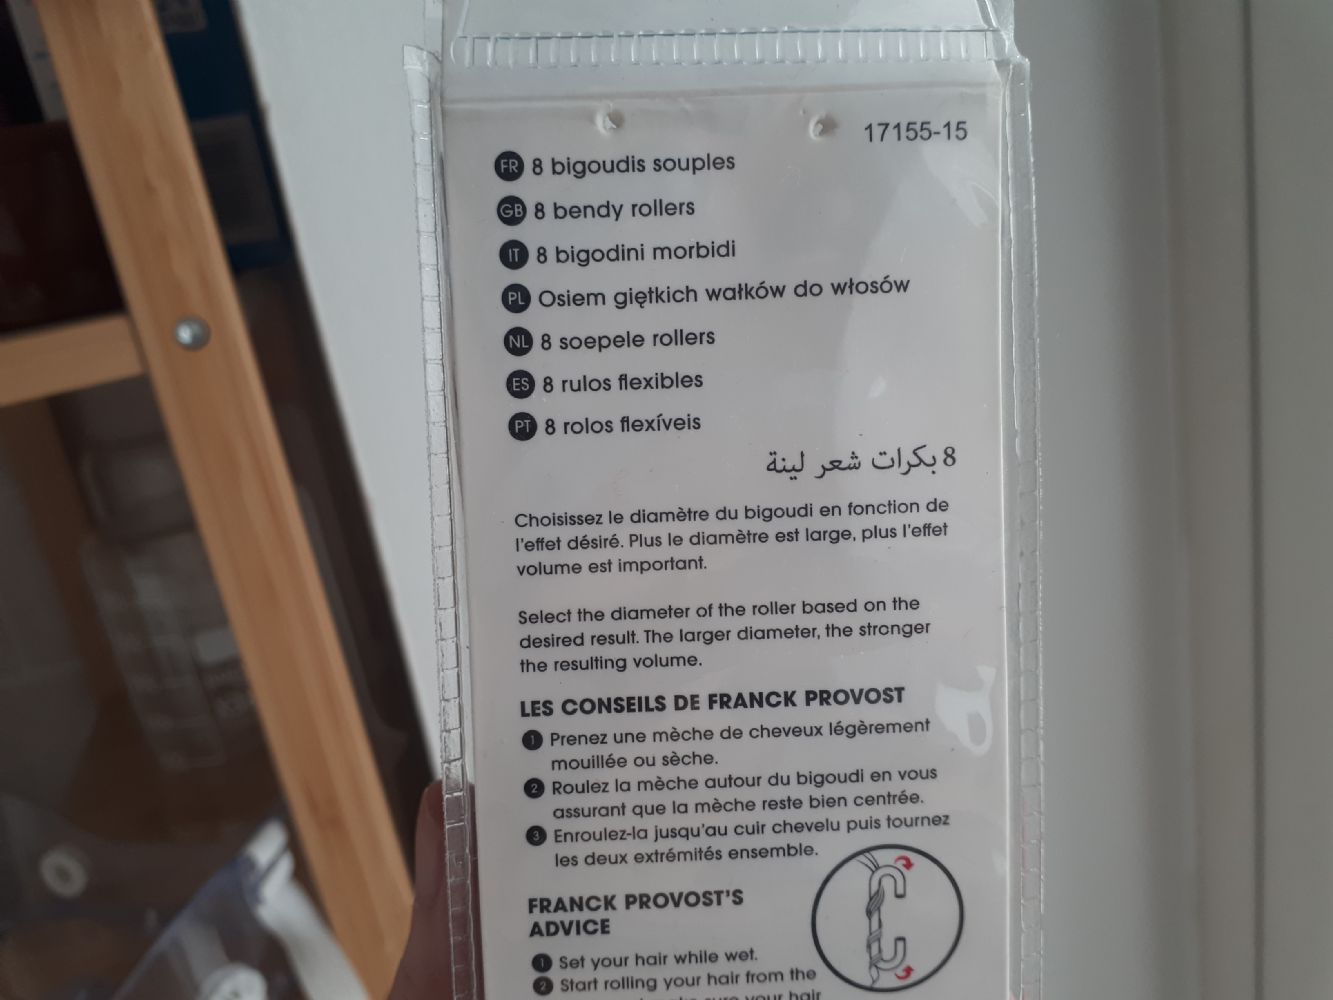 17155-15
FR 8 bigoudis souples
GB 8 bendy rollers
IT 8 bigodini morbidi
PL Osiem giętkich wałków do włosów
NL 8 soepele rollers
ES 8 rulos flexibles
PT 8 rolos flexíveis
8 بكرات شعر لينة
Choisissez le diamètre du bigoudi en fonction de
l'effet désiré. Plus le diamètre est large, plus l'effet
volume est important.
Select the diameter of the roller based on the
desired result. The larger diameter, the stronger
the resulting volume.
LES CONSEILS DE FRANCK PROVOST
1 Prenez une mèche de cheveux légèrement
mouillée ou sèche.
2 Roulez la mèche autour du bigoudi en vous
assurant que la mèche reste bien centrée.
3 Enroulez-la jusqu'au cuir chevelu puis tournez
les deux extrémités ensemble.
FRANCK PROVOST'S
ADVICE
1 Set your hair while wet.
2 Start rolling your hair from the
sure your hair